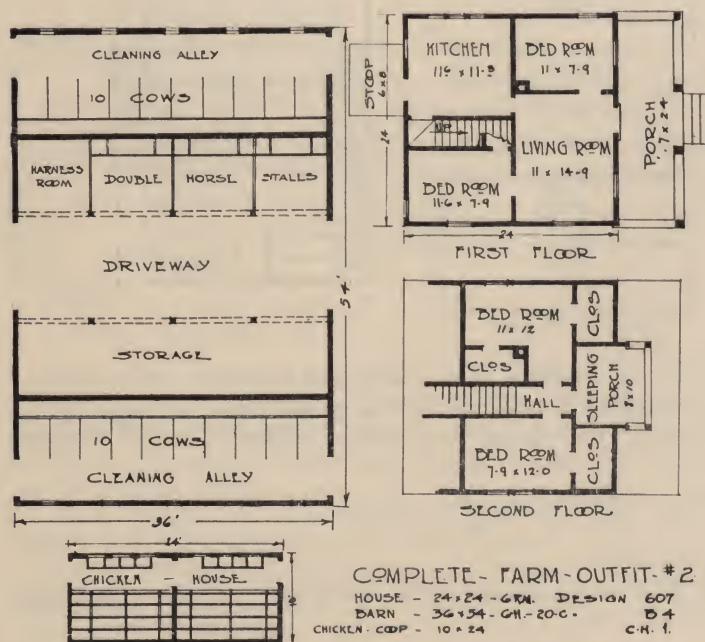 CLEANING ALLEY
10 COWS
HARNESS
ROOM
DOUBLE
HORSE
STALLS
DRIVEWAY
STORAGE
10 COWS
CLEANING ALLEY
54'
36'
KITCHEN
11-6 x 11-3
BED ROOM
11 x 7-9
STOOP
6 x 8
24
UP
LIVING ROOM
11 x 14-9
BED ROOM
11-6 x 7-9
PORCH
7 x 24
24
FIRST FLOOR
BED ROOM
11 x 12
CLOS
CLOS
HALL
SLEEPING
PORCH
8 x 10
BED ROOM
7-9 x 12-0
CLOS
SECOND FLOOR
24'
CHICKEN - HOUSE
COMPLETE - FARM - OUTFIT - #2
HOUSE - 24 x 24 - 6 RM. DESIGN 607
BARN - 36 x 54 - 6H - 20-C - B4
CHICKEN - COOP - 10 x 24 C.H. 1.